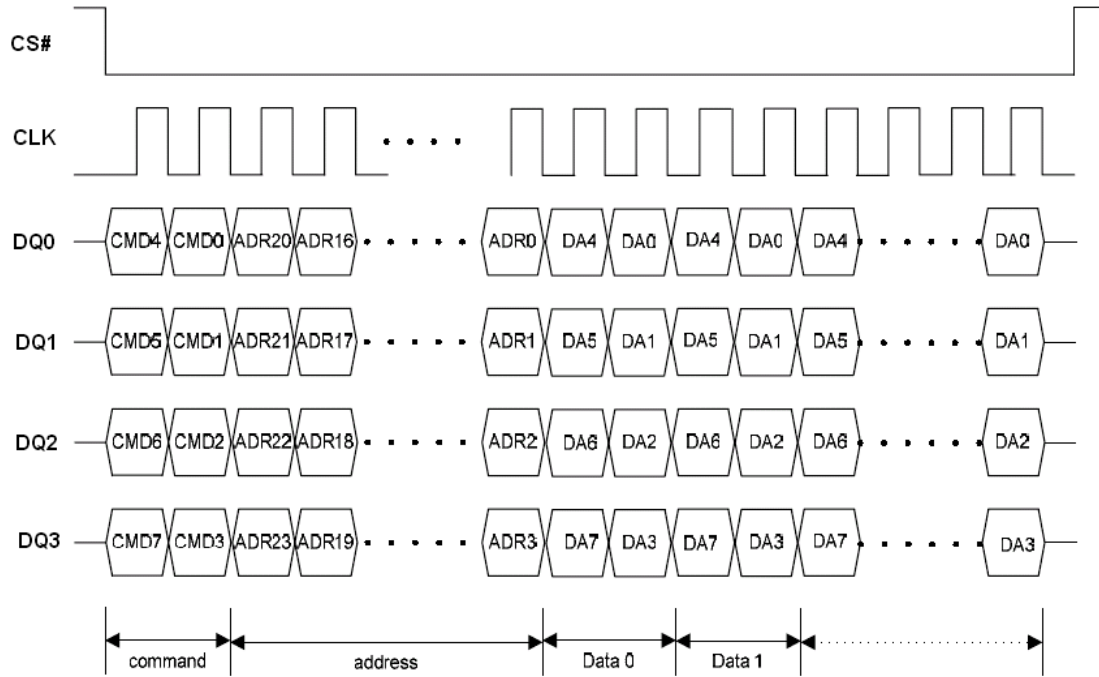 CS#
CLK
DQ0 CMD4 CMD0 ADR20 ADR16 ADR0 DA4 DA0 DA4 DA0 DA4 DA0
DQ1 CMD5 CMD1 ADR21 ADR17 ADR1 DA5 DA1 DA5 DA1 DA5 DA1
DQ2 CMD6 CMD2 ADR22 ADR18 ADR2 DA6 DA2 DA6 DA2 DA6 DA2
DQ3 CMD7 CMD3 ADR23 ADR19 ADR3 DA7 DA3 DA7 DA3 DA7 DA3
command address Data 0 Data 1